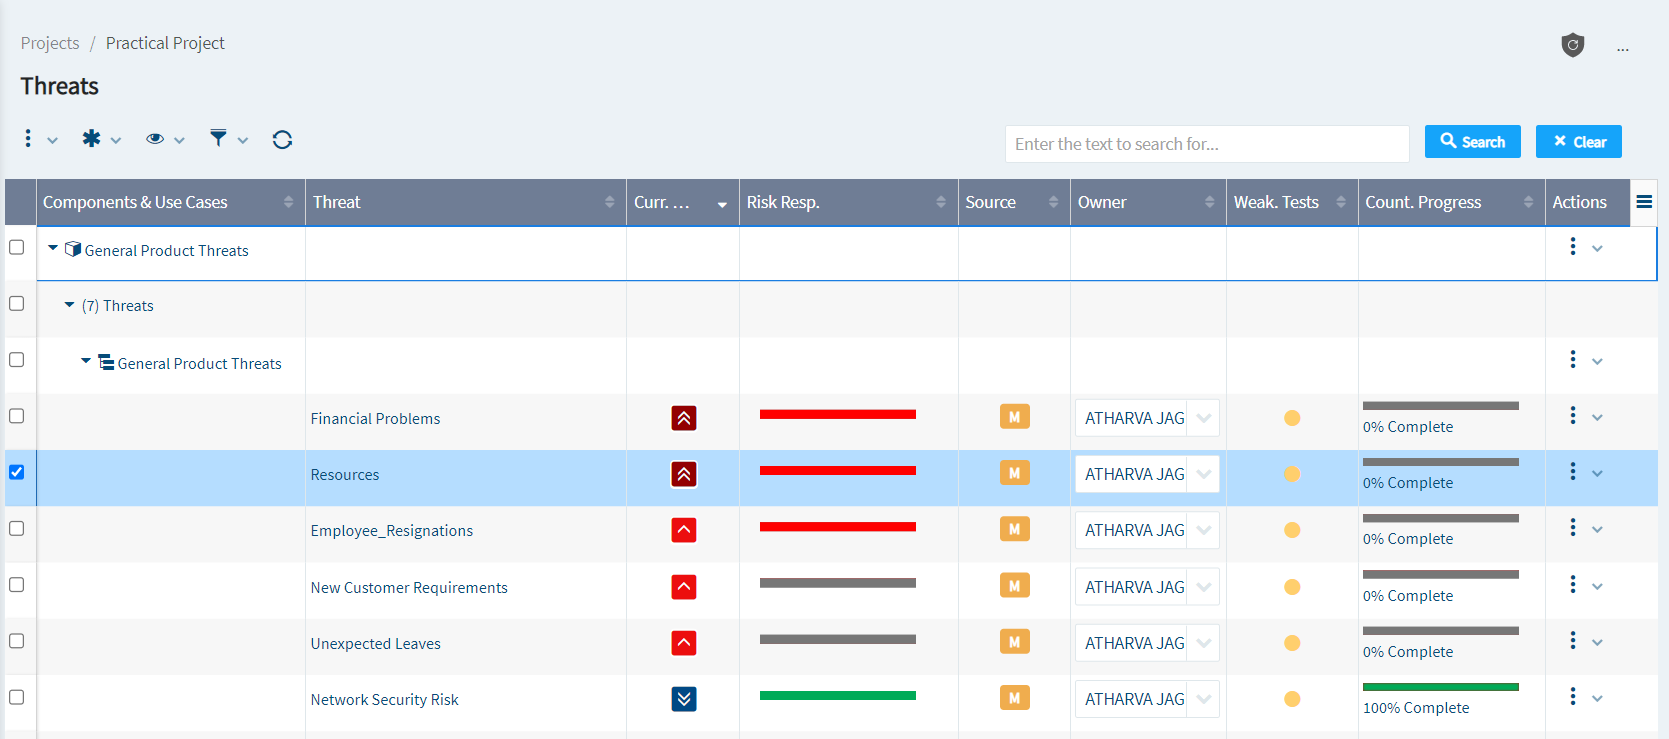 Projects / Practical Project
...
Threats
Enter the text to search for...
Search
Clear
Components & Use Cases Threat Curr. ... Risk Resp. Source Owner Weak. Tests Count. Progress Actions
General Product Threats
(7) Threats
General Product Threats
Financial Problems M ATHARVA JAG 0% Complete
Resources M ATHARVA JAG 0% Complete
Employee_Resignations M ATHARVA JAG 0% Complete
New Customer Requirements M ATHARVA JAG 0% Complete
Unexpected Leaves M ATHARVA JAG 0% Complete
Network Security Risk M ATHARVA JAG 100% Complete